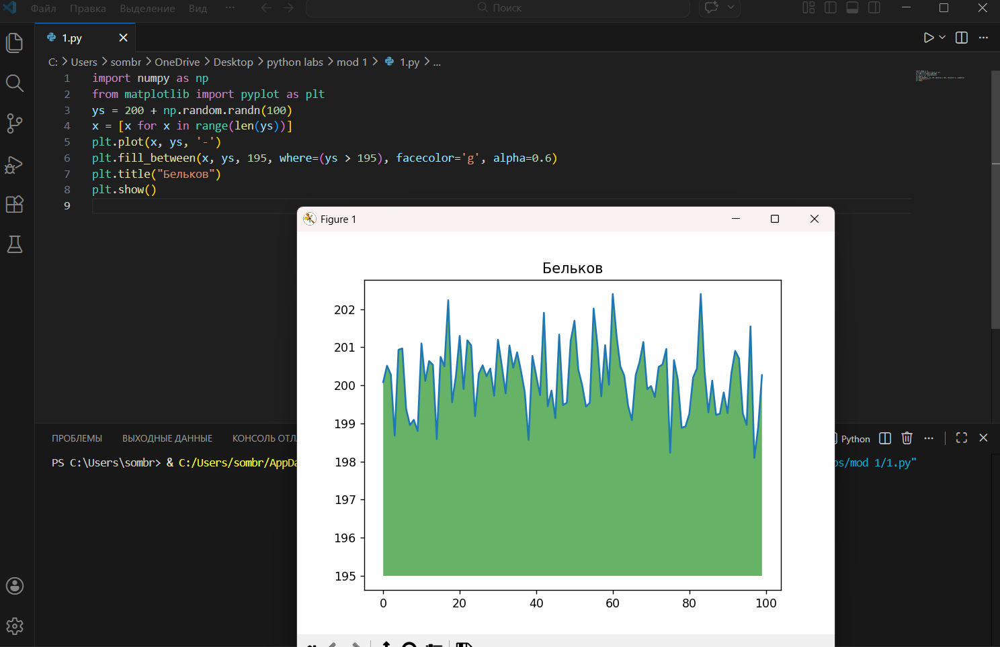 Файл Правка Выделение Вид ··· Поиск
1.py
C: > Users > sombr > OneDrive > Desktop > python labs > mod 1 > 1.py > ...
1 import numpy as np
2 from matplotlib import pyplot as plt
3 ys = 200 + np.random.randn(100)
4 x = [x for x in range(len(ys))]
5 plt.plot(x, ys, '-')
6 plt.fill_between(x, ys, 195, where=(ys > 195), facecolor='g', alpha=0.6)
7 plt.title("Бельков")
8 plt.show()
9
Figure 1
Бельков
202
201
200
199
198
197
196
195
0 20 40 60 80 100
ПРОБЛЕМЫ ВЫХОДНЫЕ ДАННЫЕ КОНСОЛЬ ОТЛ Python
PS C:\Users\sombr> & C:/Users/sombr/AppDa os/mod 1/1.py"